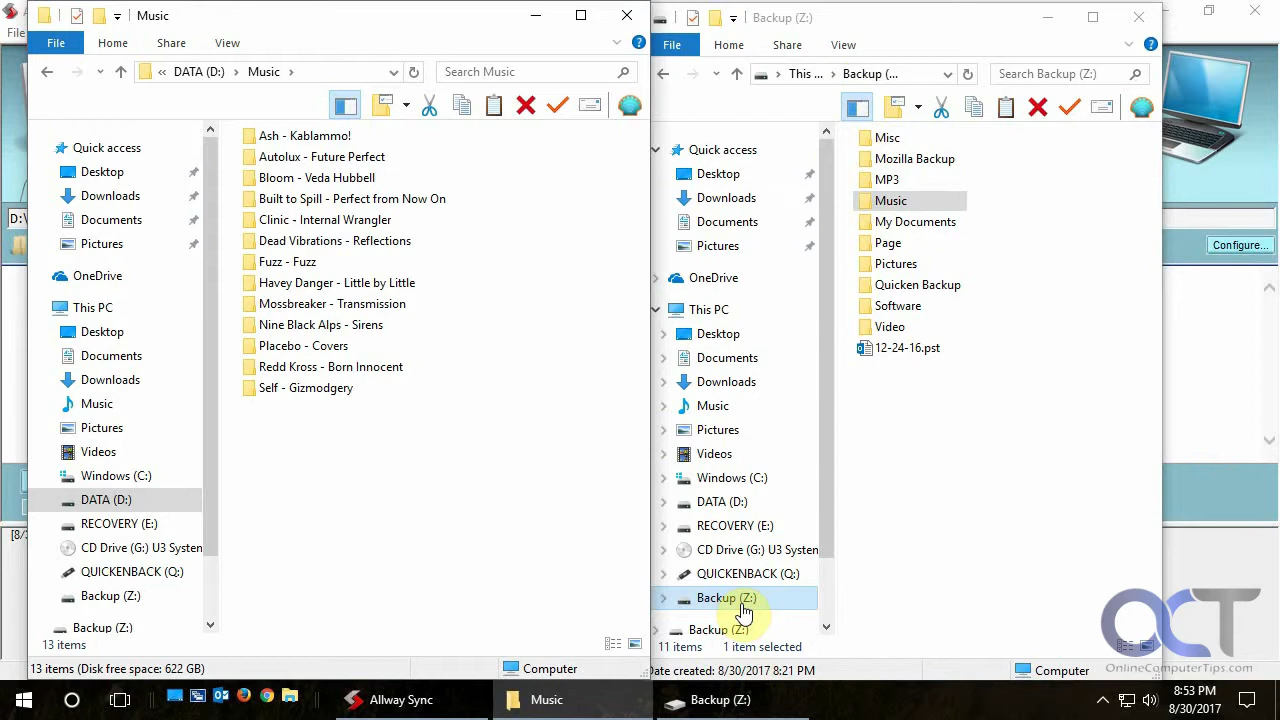 Music
File Home Share View
« DATA (D:) Music
Search Music
Quick access
Desktop
Downloads
Documents
Pictures
OneDrive
This PC
Desktop
Documents
Downloads
Music
Pictures
Videos
Windows (C:)
DATA (D:)
RECOVERY (E:)
CD Drive (G:) U3 System
QUICKENBACK (Q:)
Backup (Z:)
Backup (Z:)
Ash - Kablammo!
Autolux - Future Perfect
Bloom - Veda Hubbell
Built to Spill - Perfect from Now On
Clinic - Internal Wrangler
Dead Vibrations - Reflections
Fuzz - Fuzz
Havey Danger - Little by Little
Mossbreaker - Transmission
Nine Black Alps - Sirens
Placebo - Covers
Redd Kross - Born Innocent
Self - Gizmodgery
13 items
13 items (Disk free space: 622 GB)
Computer
Backup (Z:)
File Home Share View
This ... Backup (...
Search Backup (Z:)
Quick access
Desktop
Downloads
Documents
Pictures
OneDrive
This PC
Desktop
Documents
Downloads
Music
Pictures
Videos
Windows (C:)
DATA (D:)
RECOVERY (E:)
CD Drive (G:) U3 System
QUICKENBACK (Q:)
Backup (Z:)
Backup (Z:)
Misc
Mozilla Backup
MP3
Music
My Documents
Page
Pictures
Quicken Backup
Software
Video
12-24-16.pst
11 items 1 item selected
Date created: 8/30/2017 8:21 PM
Computer
File
D:\
Configure...
[8/3
OCT
OnlineComputerTips.com
Allway Sync
Music
Backup (Z:)
8:53 PM
8/30/2017